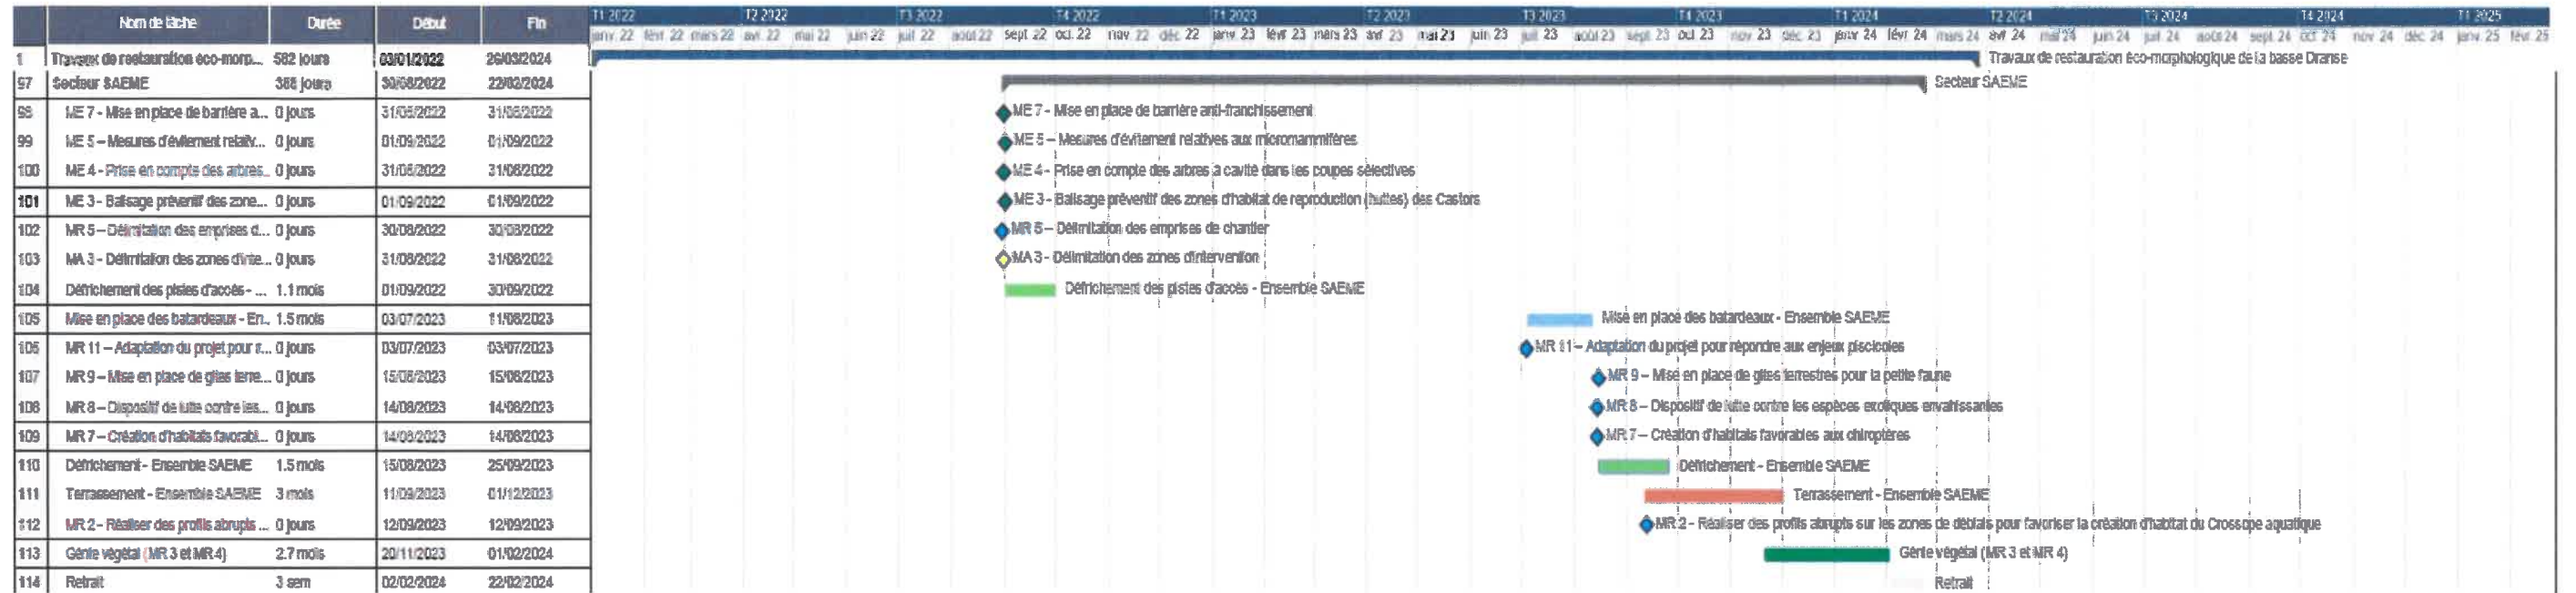 Nom de tâche Durée Début Fin
T1 2022 T2 2022 T3 2022 T4 2022 T1 2023 T2 2023 T3 2023 T4 2023 T1 2024 T2 2024 T3 2024 T4 2024 T1 2025
janv. 22 févr 22 mars 22 avr. 22 mai 22 juin 22 juil 22 août 22 sept 22 oct. 22 nov. 22 déc. 22 janv 23 févr 23 mars 23 avr 23 mai 23 juin 23 juil 23 août 23 sept. 23 oct 23 nov 23 déc. 23 janv 24 févr 24 mars 24 avr 24 mai 24 juin 24 juil. 24 août 24 sept. 24 oct 24 nov 24 déc. 24 janv. 25 févr. 25
1 Travaux de restauration éco-morp... 582 jours 03/01/2022 26/03/2024 Travaux de restauration éco-morphologique de la basse Dranse
97 Secteur SAEME 388 jours 30/08/2022 22/02/2024 Secteur SAEME
98 ME 7 - Mise en place de barrière a... 0 jours 31/08/2022 31/08/2022 ME 7 - Mise en place de barrière anti-franchissement
99 ME 5 – Mesures d'évitement relativ... 0 jours 01/09/2022 01/09/2022 ME 5 – Mesures d'évitement relatives aux micromammifères
100 ME 4 - Prise en compte des arbres... 0 jours 31/08/2022 31/08/2022 ME 4 - Prise en compte des arbres à cavité dans les coupes sélectives
101 ME 3 - Balisage préventif des zone... 0 jours 01/09/2022 01/09/2022 ME 3 - Balisage préventif des zones d'habitat de reproduction (huttes) des Castors
102 MR 5 – Délimitation des emprises d... 0 jours 30/08/2022 30/08/2022 MR 5 – Délimitation des emprises de chantier
103 MA 3 - Délimitation des zones d'inte... 0 jours 31/08/2022 31/08/2022 MA 3 - Délimitation des zones d'intervention
104 Défrichement des pistes d'accès - ... 1.1 mois 01/09/2022 30/09/2022 Défrichement des pistes d'accès - Ensemble SAEME
105 Mise en place des batardeaux - En... 1.5 mois 03/07/2023 11/08/2023 Mise en place des batardeaux - Ensemble SAEME
106 MR 11 – Adaptation du projet pour r... 0 jours 03/07/2023 03/07/2023 MR 11 – Adaptation du projet pour répondre aux enjeux piscicoles
107 MR 9 – Mise en place de gîtes terre... 0 jours 15/08/2023 15/08/2023 MR 9 – Mise en place de gîtes terrestres pour la petite faune
108 MR 8 – Dispositif de lutte contre les... 0 jours 14/08/2023 14/08/2023 MR 8 – Dispositif de lutte contre les espèces exotiques envahissantes
109 MR 7 – Création d'habitats favorabl... 0 jours 14/08/2023 14/08/2023 MR 7 – Création d'habitats favorables aux chiroptères
110 Défrichement - Ensemble SAEME 1.5 mois 15/08/2023 25/09/2023 Défrichement - Ensemble SAEME
111 Terrassement - Ensemble SAEME 3 mois 11/09/2023 01/12/2023 Terrassement - Ensemble SAEME
112 MR 2 - Réaliser des profils abrupts ... 0 jours 12/09/2023 12/09/2023 MR 2 - Réaliser des profils abrupts sur les zones de déblais pour favoriser la création d'habitat du Crossope aquatique
113 Génie végétal (MR 3 et MR 4) 2.7 mois 20/11/2023 01/02/2024 Génie végétal (MR 3 et MR 4)
114 Retrait 3 sem 02/02/2024 22/02/2024 Retrait